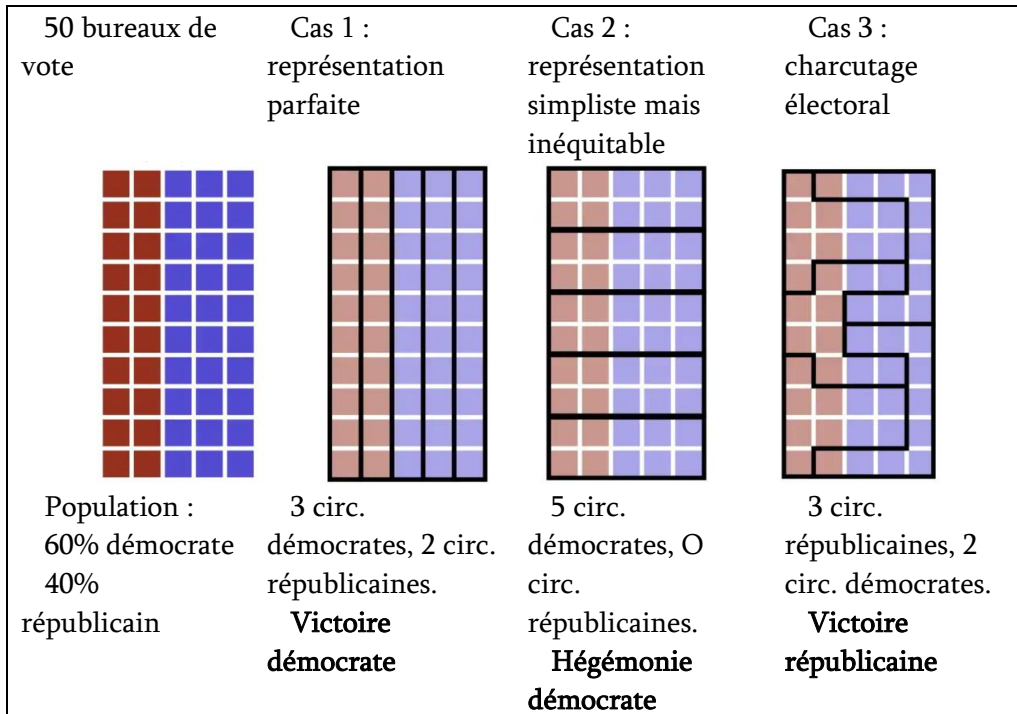 50 bureaux de
vote
Cas 1 :
représentation
parfaite
Cas 2 :
représentation
simpliste mais
inéquitable
Cas 3 :
charcutage
électoral
Population :
60% démocrate
40%
républicain
3 circ.
démocrates, 2 circ.
républicaines.
Victoire
démocrate
5 circ.
démocrates, O
circ.
républicaines.
Hégémonie
démocrate
3 circ.
républicaines, 2
circ. démocrates.
Victoire
républicaine